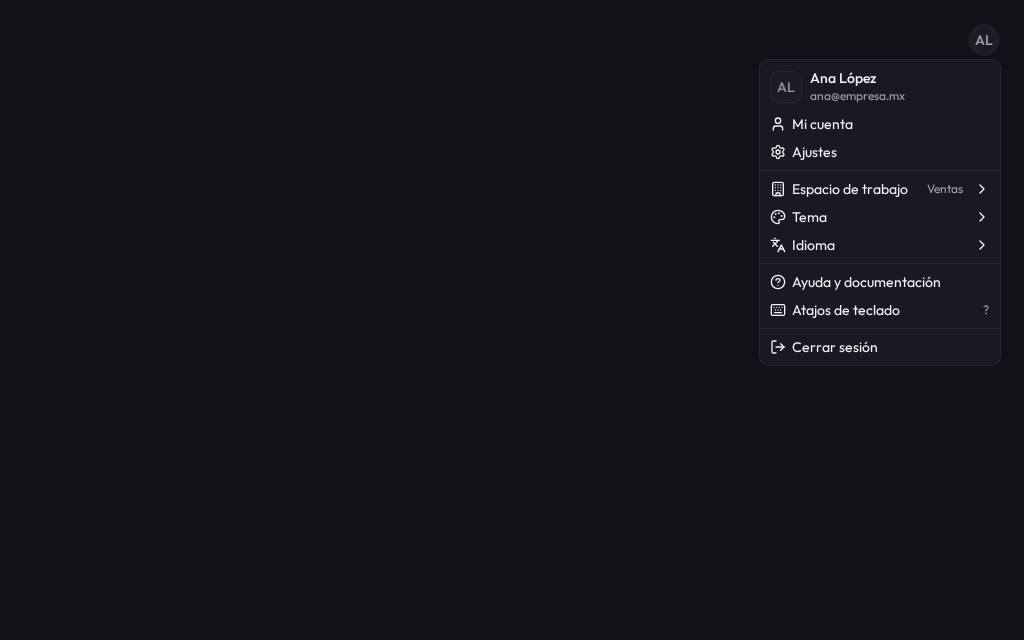 AL
AL
Ana López
ana@empresa.mx
Mi cuenta
Ajustes
Espacio de trabajo Ventas
Tema
Idioma
Ayuda y documentación
Atajos de teclado ?
Cerrar sesión